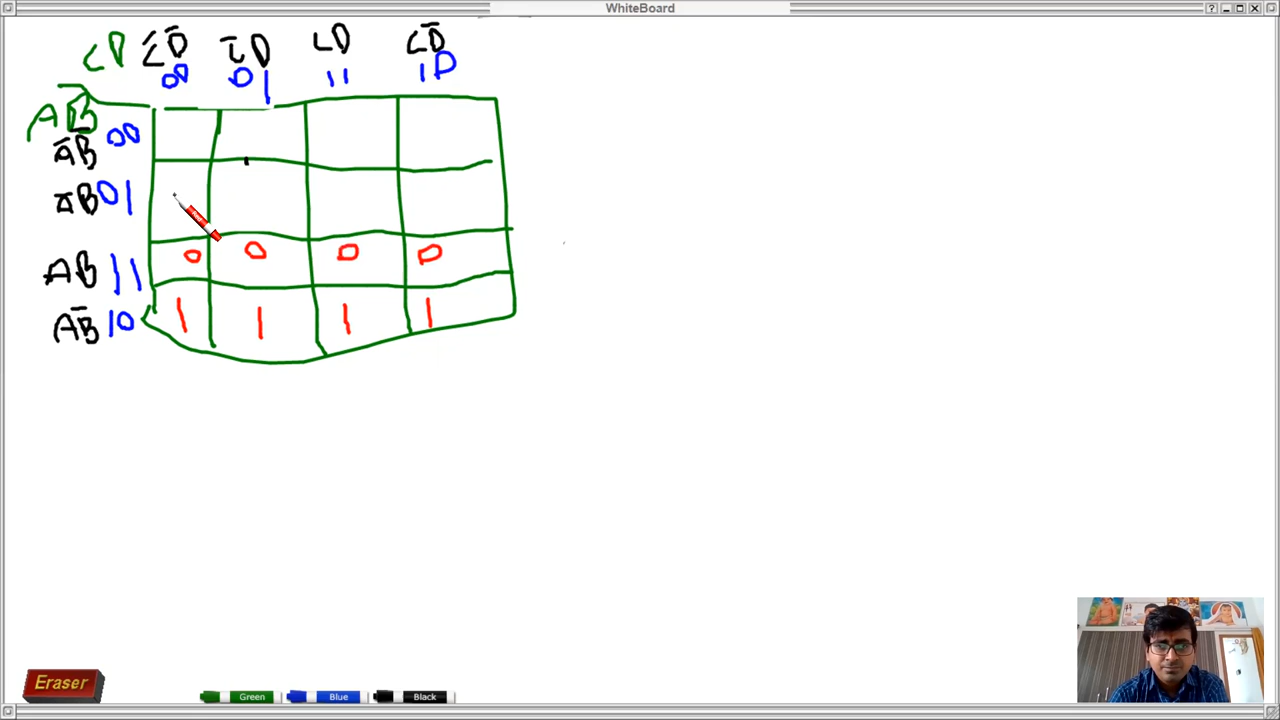 WhiteBoard
CD C̄D̄ C̄D CD CD̄
00 01 11 10
AB
ĀB̄ 00
ĀB 01
AB 11 0 0 0 0
AB̄ 10 1 1 1 1
Eraser
Green Blue Black